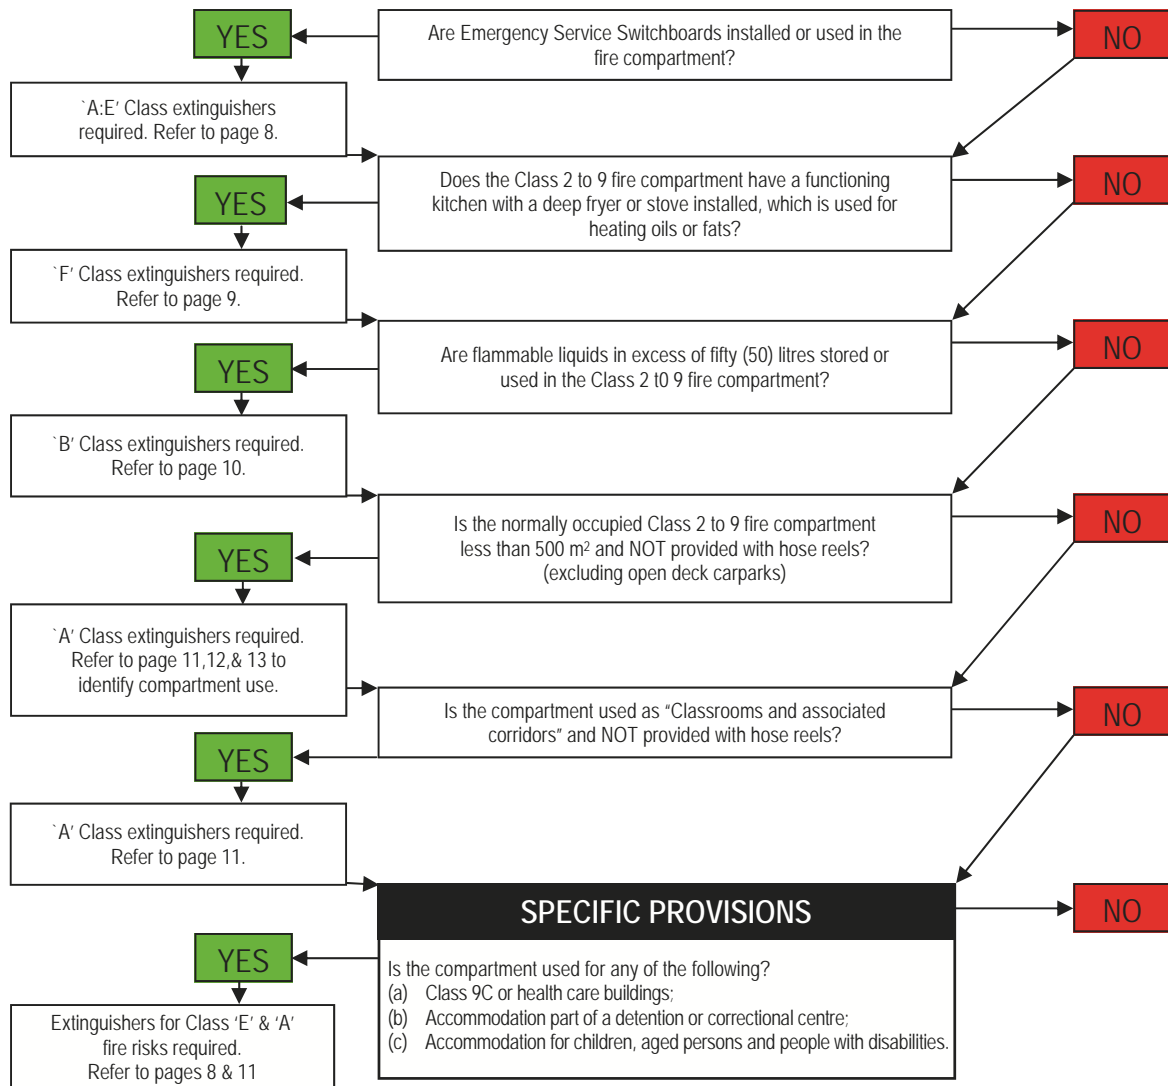 YES
Are Emergency Service Switchboards installed or used in the
fire compartment?
NO
`A:E' Class extinguishers
required. Refer to page 8.
YES
Does the Class 2 to 9 fire compartment have a functioning
kitchen with a deep fryer or stove installed, which is used for
heating oils or fats?
NO
`F' Class extinguishers required.
Refer to page 9.
YES
Are flammable liquids in excess of fifty (50) litres stored or
used in the Class 2 t0 9 fire compartment?
NO
`B' Class extinguishers required.
Refer to page 10.
YES
Is the normally occupied Class 2 to 9 fire compartment
less than 500 m² and NOT provided with hose reels?
(excluding open deck carparks)
NO
`A' Class extinguishers required.
Refer to page 11,12,& 13 to
identify compartment use.
YES
Is the compartment used as "Classrooms and associated
corridors" and NOT provided with hose reels?
NO
`A' Class extinguishers required.
Refer to page 11.
SPECIFIC PROVISIONS
NO
YES
Is the compartment used for any of the following?
(a) Class 9C or health care buildings;
(b) Accommodation part of a detention or correctional centre;
(c) Accommodation for children, aged persons and people with disabilities.
Extinguishers for Class 'E' & 'A'
fire risks required.
Refer to pages 8 & 11